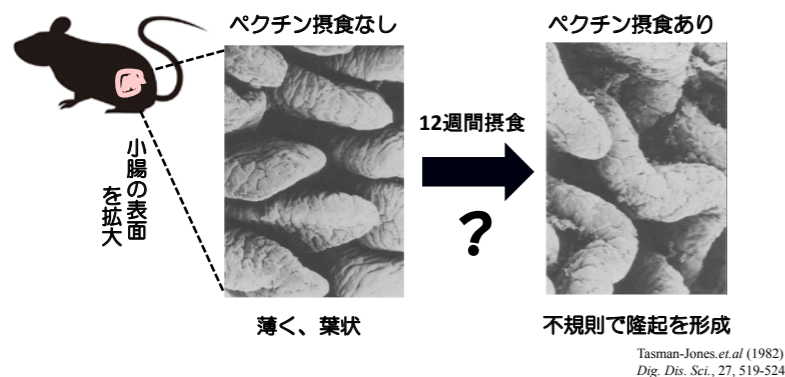 ペクチン摂食なし
ペクチン摂食あり
12週間摂食
?
小腸の表面
を拡大
薄く、葉状
不規則で隆起を形成
Tasman-Jones.et.al (1982)
Dig. Dis. Sci., 27, 519-524